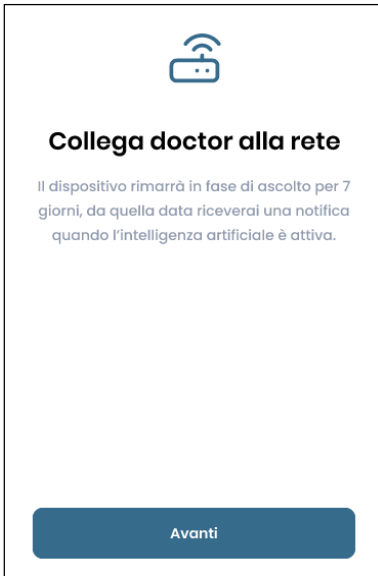 Collega doctor alla rete
Il dispositivo rimarrà in fase di ascolto per 7
giorni, da quella data riceverai una notifica
quando l'intelligenza artificiale è attiva.
Avanti